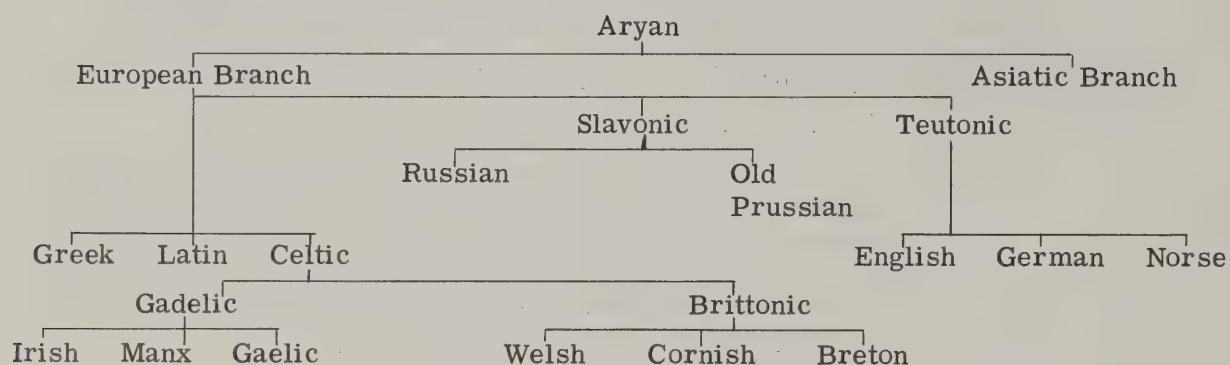 Aryan
European Branch Asiatic Branch
Slavonic Teutonic
Russian Old
Prussian
Greek Latin Celtic English German Norse
Gadelic Brittonic
Irish Manx Gaelic Welsh Cornish Breton